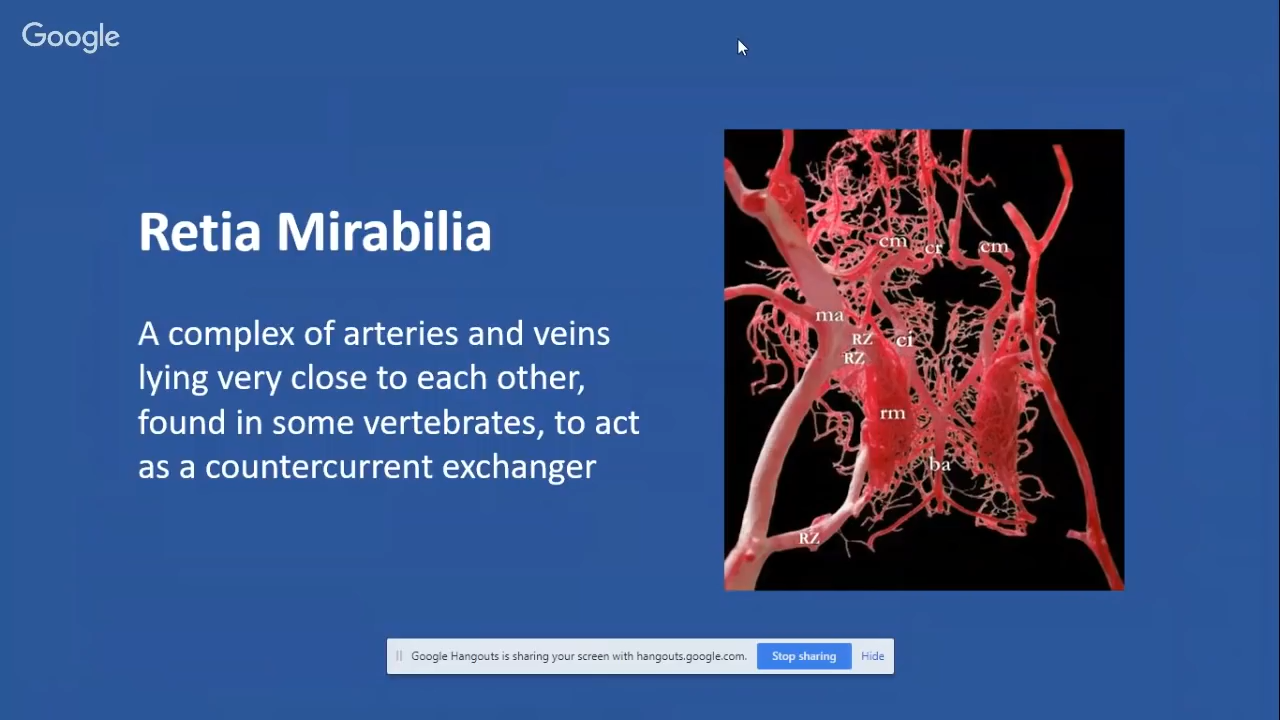 Google
Retia Mirabilia
A complex of arteries and veins
lying very close to each other,
found in some vertebrates, to act
as a countercurrent exchanger
cm cr cm
ma
RZ ci
RZ
rm
ba
RZ
Google Hangouts is sharing your screen with hangouts.google.com. Stop sharing Hide